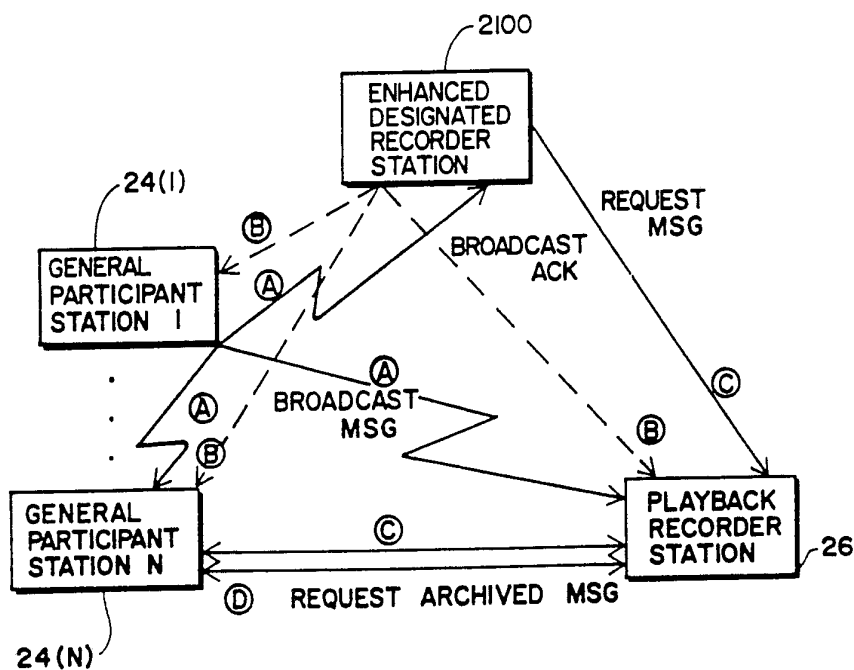 2100
ENHANCED
DESIGNATED
RECORDER
STATION
24(1)
GENERAL
PARTICIPANT
STATION 1
B
A
BROADCAST
ACK
REQUEST
MSG
A
BROADCAST
MSG
A
B
B
C
GENERAL
PARTICIPANT
STATION N
C
D REQUEST ARCHIVED MSG
PLAYBACK
RECORDER
STATION
26
24(N)